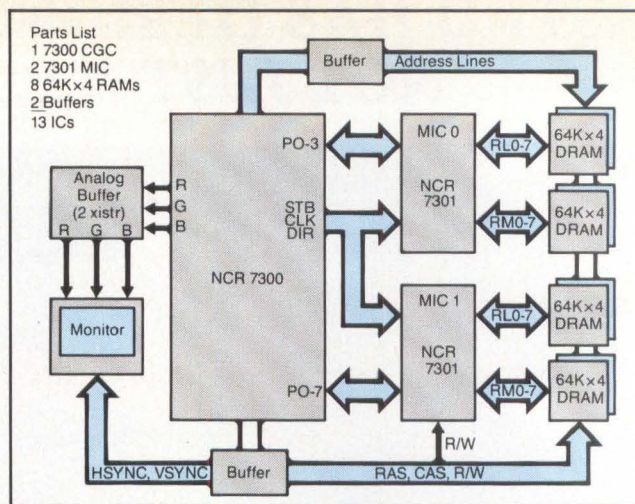 Parts List
1 7300 CGC
2 7301 MIC
8 64K×4 RAMs
2 Buffers
13 ICs
Buffer
Address Lines
PO-3
MIC 0
NCR
7301
RL0-7
RM0-7
64K×4
DRAM
64K×4
DRAM
Analog
Buffer
(2 xistr)
R G B
R
G
B
STB
CLK
DIR
NCR 7300
Monitor
MIC 1
NCR
7301
RL0-7
RM0-7
64K×4
DRAM
64K×4
DRAM
PO-7
R/W
HSYNC, VSYNC
Buffer
RAS, CAS, R/W